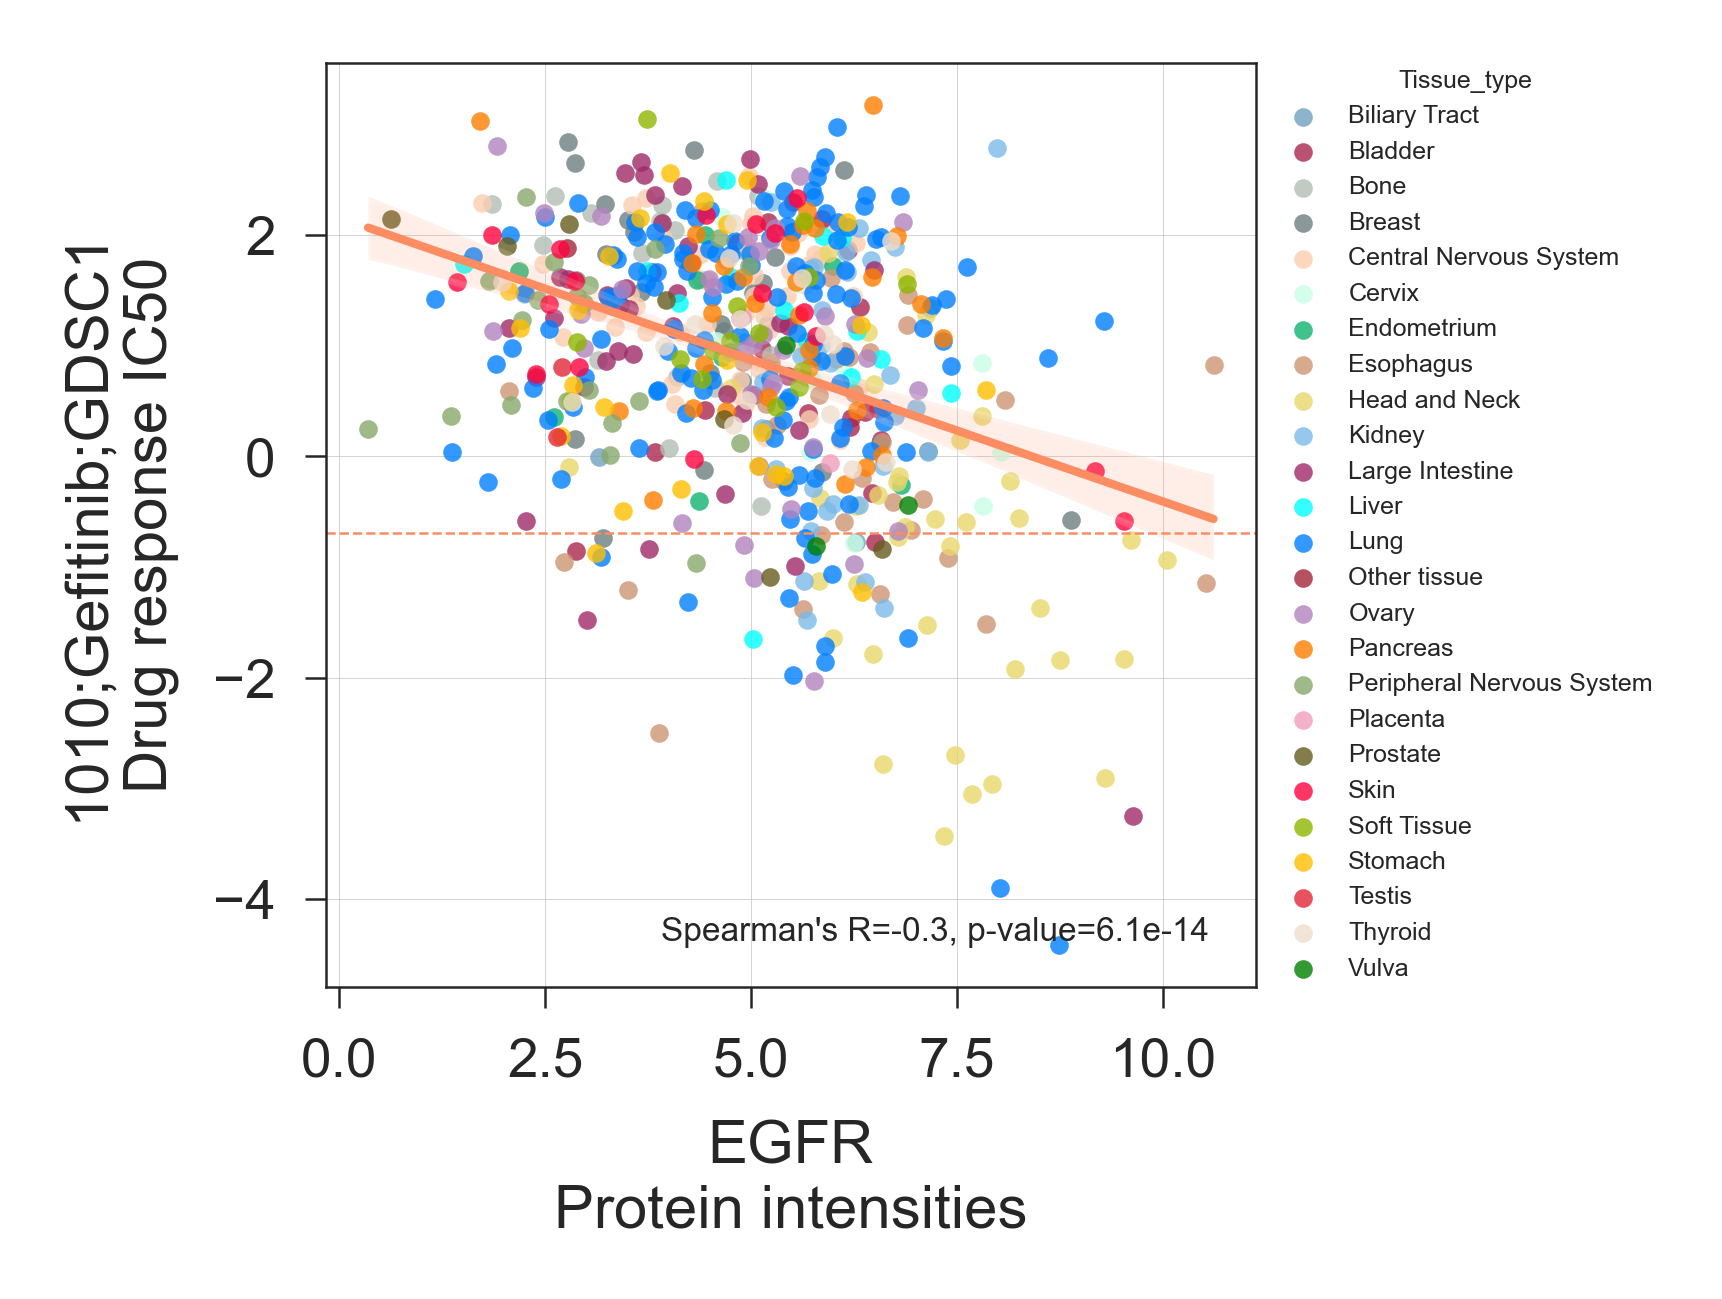 1010;Gefitinib;GDSC1
Drug response IC50
2
0
−2
−4
Spearman's R=-0.3, p-value=6.1e-14
0.0 2.5 5.0 7.5 10.0
EGFR
Protein intensities
Tissue_type
Biliary Tract
Bladder
Bone
Breast
Central Nervous System
Cervix
Endometrium
Esophagus
Head and Neck
Kidney
Large Intestine
Liver
Lung
Other tissue
Ovary
Pancreas
Peripheral Nervous System
Placenta
Prostate
Skin
Soft Tissue
Stomach
Testis
Thyroid
Vulva